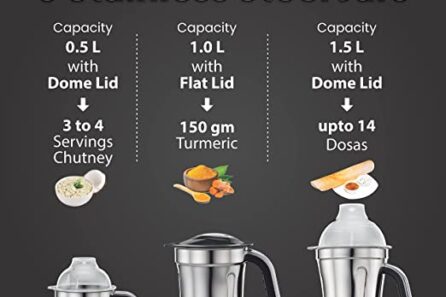 Capacity
0.5 L
with
Dome Lid
3 to 4
Servings
Chutney
Capacity
1.0 L
with
Flat Lid
150 gm
Turmeric
Capacity
1.5 L
with
Dome Lid
upto 14
Dosas